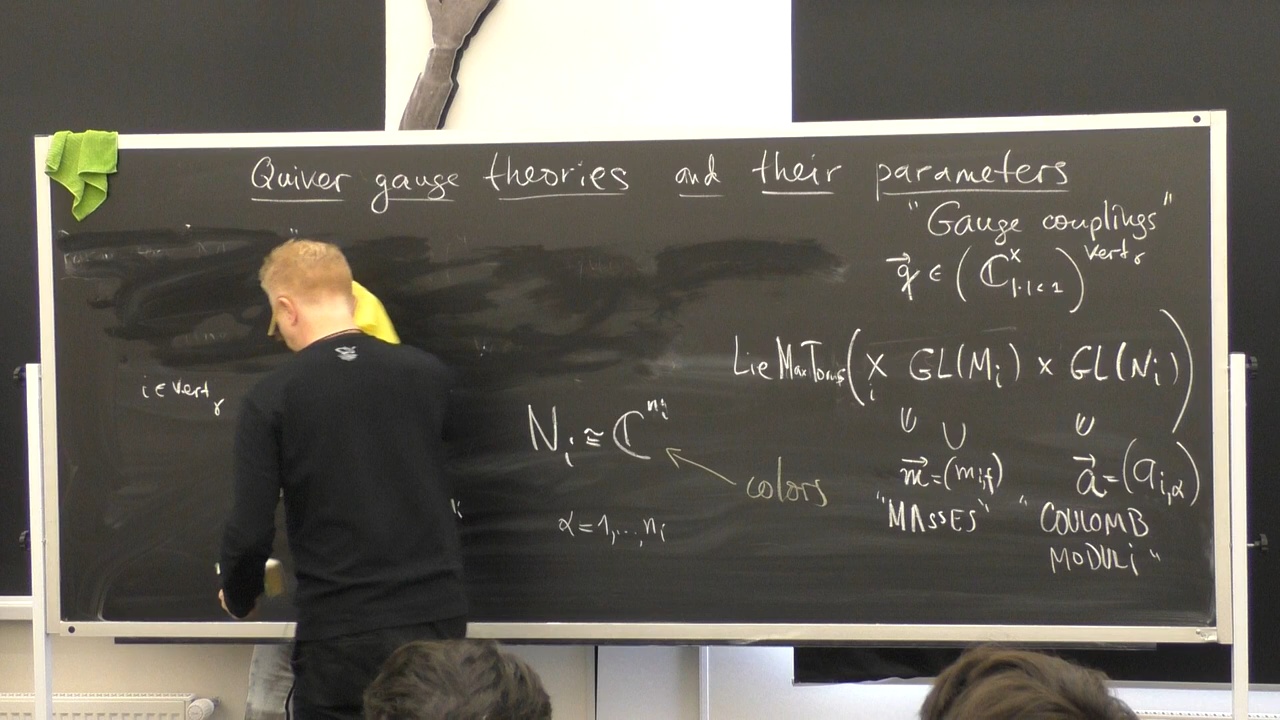 Quiver gauge theories and their parameters
"Gauge couplings"
q⃗ ∈ (ℂ^×_{|·|<1})^{Vert_γ}
Lie MaxTorus(×_i GL(M_i) × GL(N_i))
i ∈ Vert_γ
N_i ≅ ℂ^{n_i}
m⃗ = (m_{i,f})
a⃗ = (a_{i,α})
colors
"MASSES"
"COULOMB
MODULI"
α = 1,..,n_i